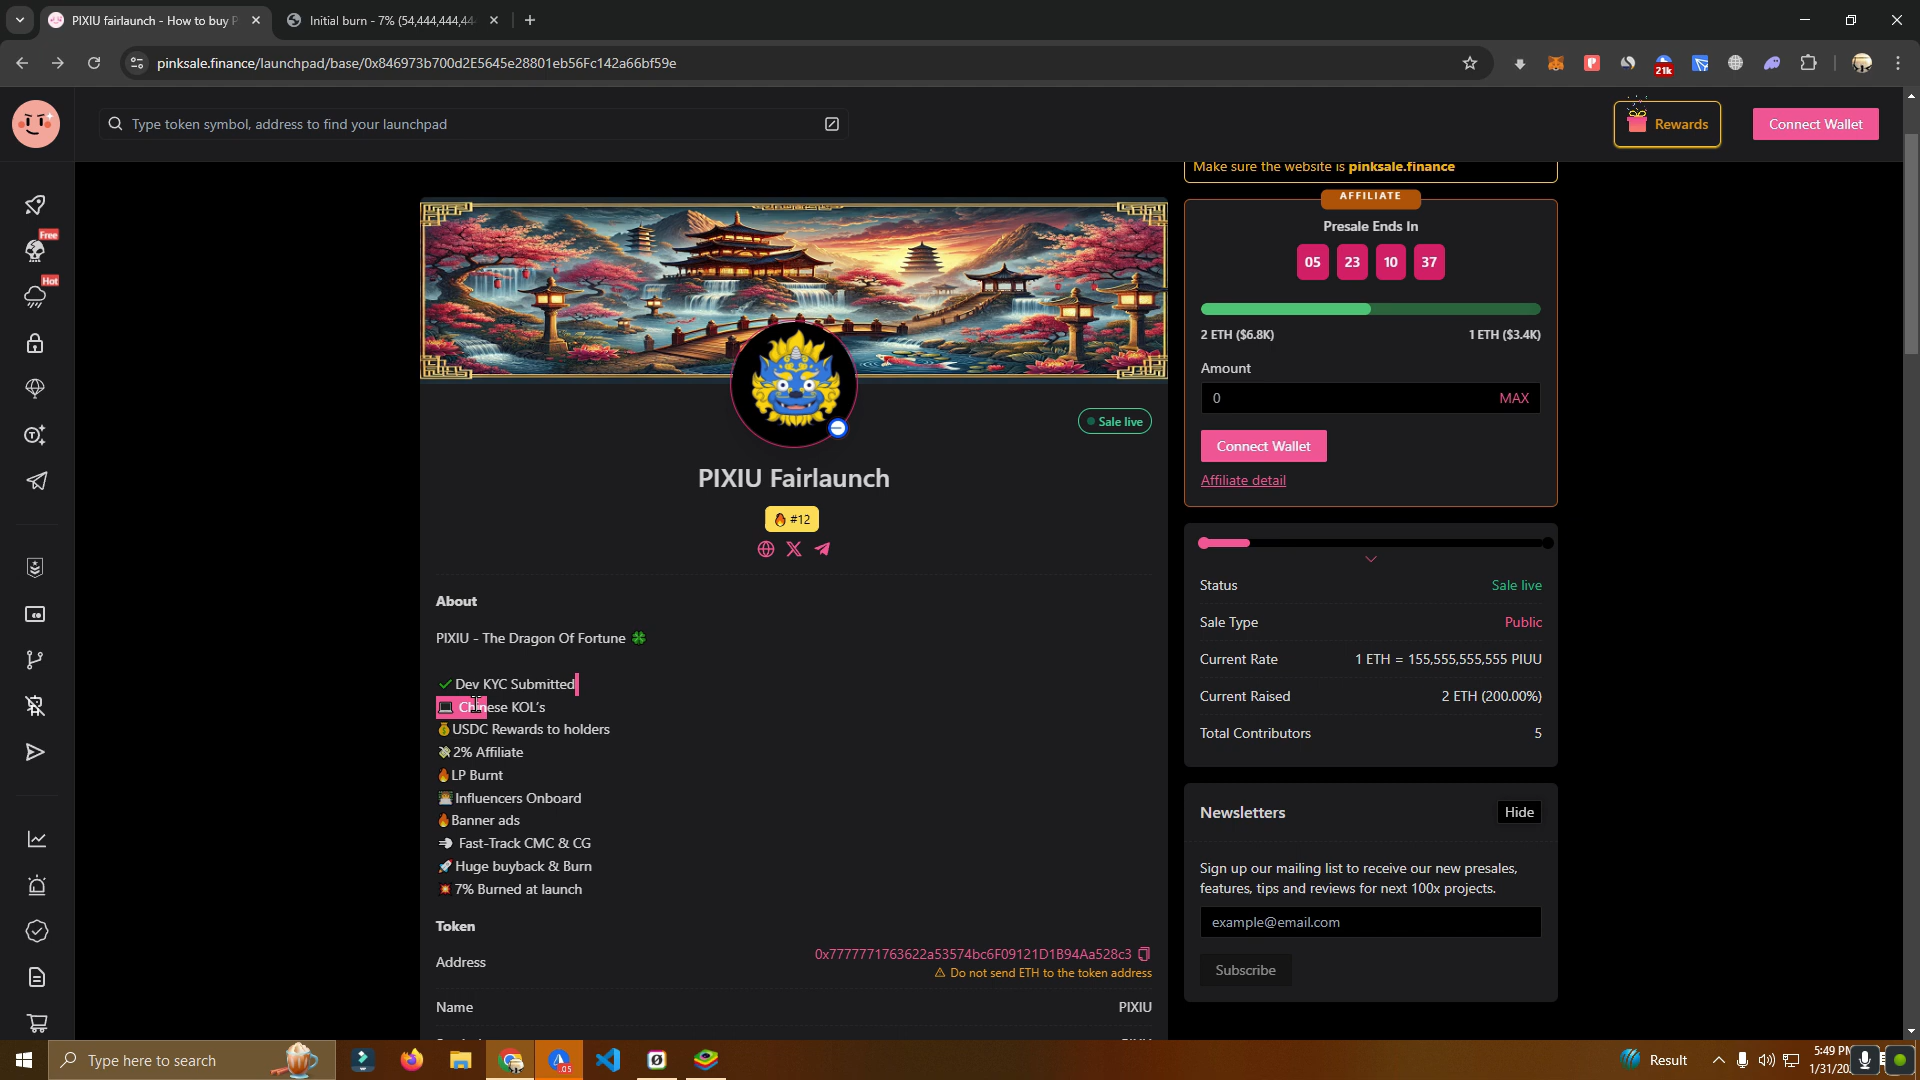 PIXIU fairlaunch - How to buy P
Initial burn - 7% (54,444,444,44
pinksale.finance/launchpad/base/0x846973b700d2E5645e28801eb56Fc142a66bf59e
21k
Type token symbol, address to find your launchpad
Rewards
Connect Wallet
Free
Hot
Make sure the website is pinksale.finance
AFFILIATE
Presale Ends In
05 23 10 37
2 ETH ($6.8K) 1 ETH ($3.4K)
Amount
0 MAX
Connect Wallet
Affiliate detail
Sale live
PIXIU Fairlaunch
#12
About
PIXIU - The Dragon Of Fortune 🍀
✓ Dev KYC Submitted
💻 Chinese KOL's
💰USDC Rewards to holders
💸2% Affiliate
🔥LP Burnt
👨‍💻Influencers Onboard
🔥Banner ads
Fast-Track CMC & CG
🚀Huge buyback & Burn
💥 7% Burned at launch
Token
Address 0x7777771763622a53574bc6F09121D1B94Aa528c3
⚠ Do not send ETH to the token address
Name PIXIU
Status Sale live
Sale Type Public
Current Rate 1 ETH = 155,555,555,555 PIUU
Current Raised 2 ETH (200.00%)
Total Contributors 5
Newsletters Hide
Sign up our mailing list to receive our new presales,
features, tips and reviews for next 100x projects.
example@email.com
Subscribe
Type here to search
.05
Result
5:49 P
1/31/20